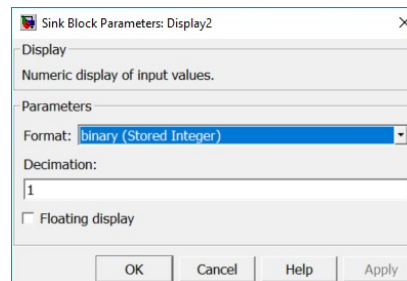 Sink Block Parameters: Display2
Display
Numeric display of input values.
Parameters
Format: binary (Stored Integer)
Decimation:
1
Floating display
OK Cancel Help Apply